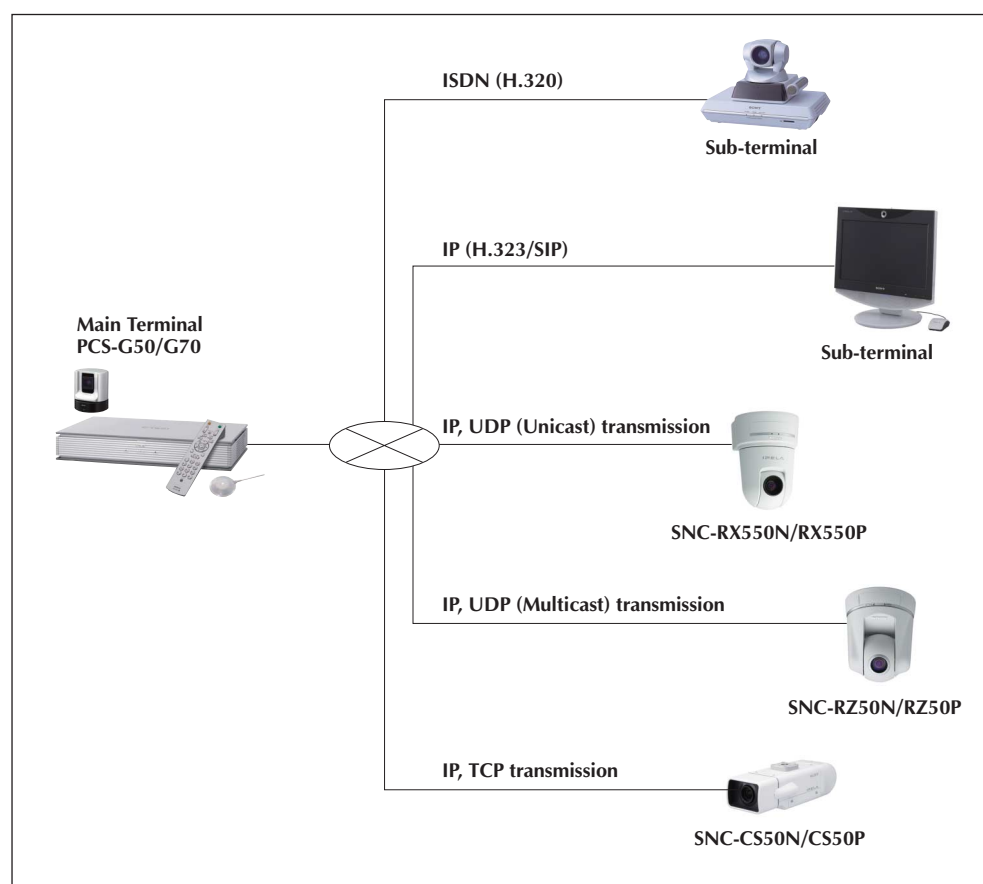 ISDN (H.320)
Sub-terminal
IP (H.323/SIP)
Sub-terminal
Main Terminal
PCS-G50/G70
IP, UDP (Unicast) transmission
IPELA
SNC-RX550N/RX550P
IP, UDP (Multicast) transmission
SNC-RZ50N/RZ50P
IP, TCP transmission
SNC-CS50N/CS50P